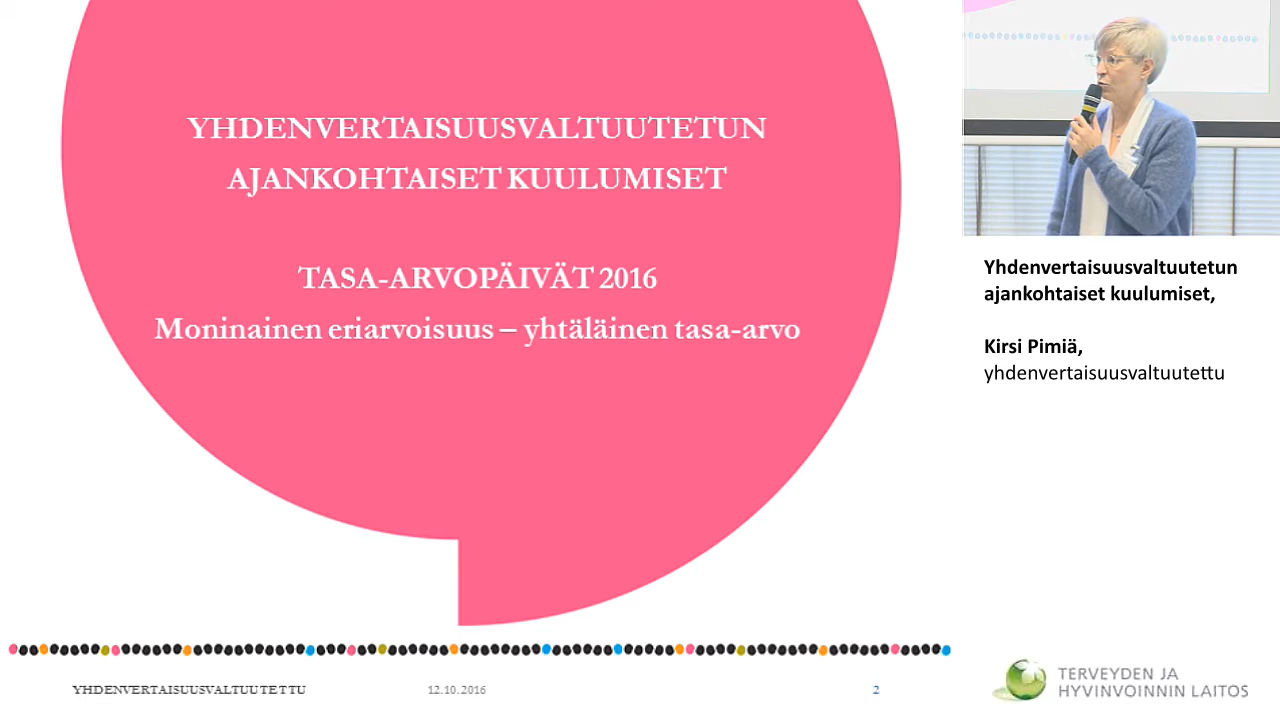 YHDENVERTAISUUSVALTUUTETUN
AJANKOHTAISET KUULUMISET
TASA-ARVOPÄIVÄT 2016
Moninainen eriarvoisuus – yhtäläinen tasa-arvo
YHDENVERTAISUUSVALTUUTETTU
12.10.2016
2
Yhdenvertaisuusvaltuutetun
ajankohtaiset kuulumiset,
Kirsi Pimiä,
yhdenvertaisuusvaltuutettu
TERVEYDEN JA
HYVINVOINNIN LAITOS